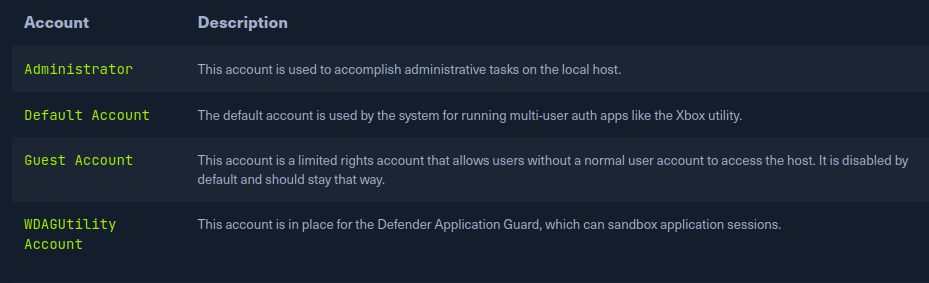 Account Description
Administrator This account is used to accomplish administrative tasks on the local host.
Default Account The default account is used by the system for running multi-user auth apps like the Xbox utility.
Guest Account This account is a limited rights account that allows users without a normal user account to access the host. It is disabled by
default and should stay that way.
WDAGUtility This account is in place for the Defender Application Guard, which can sandbox application sessions.
Account